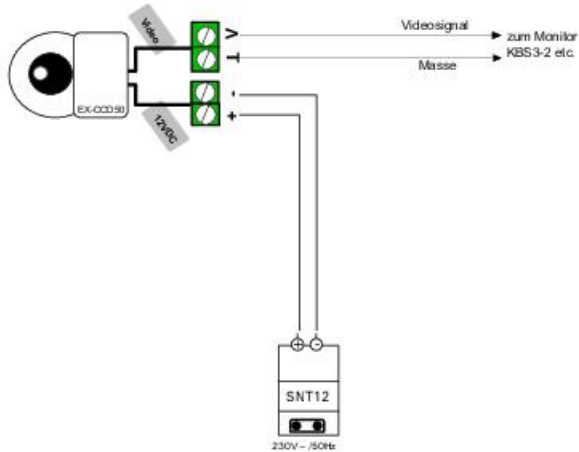 Video
V
Videosignal
zum Monitor
KBS3-2 etc.
Masse
EX-CCD50
12VDC
-
+
+ -
SNT12
230V~ /50Hz